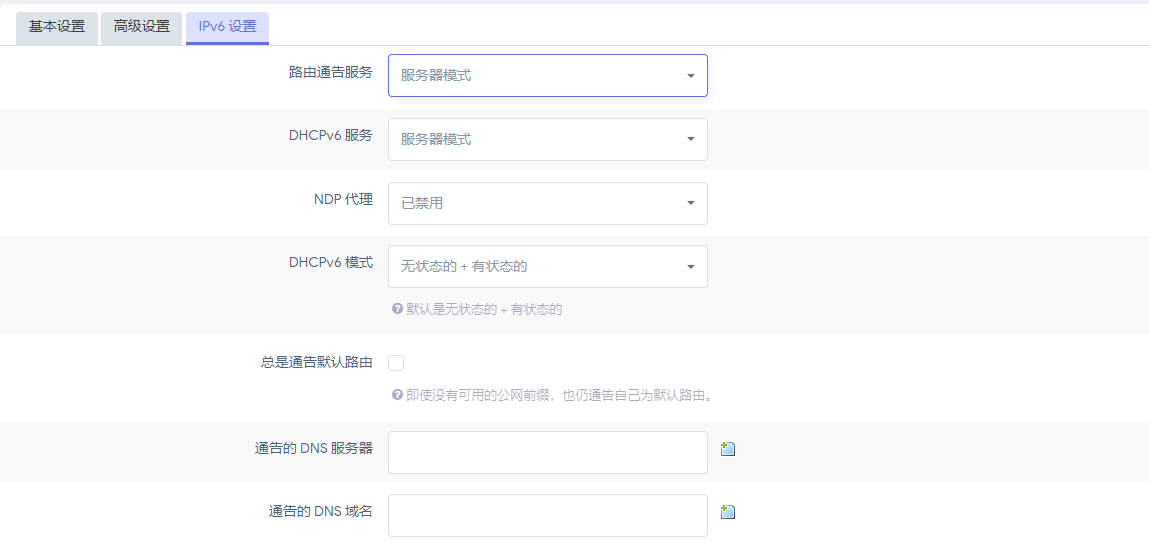 基本设置 高级设置 IPv6 设置
路由通告服务 服务器模式
DHCPv6 服务 服务器模式
NDP 代理 已禁用
DHCPv6 模式 无状态的 + 有状态的
默认是无状态的 + 有状态的
总是通告默认路由
即使没有可用的公网前缀，也仍通告自己为默认路由。
通告的 DNS 服务器
通告的 DNS 域名